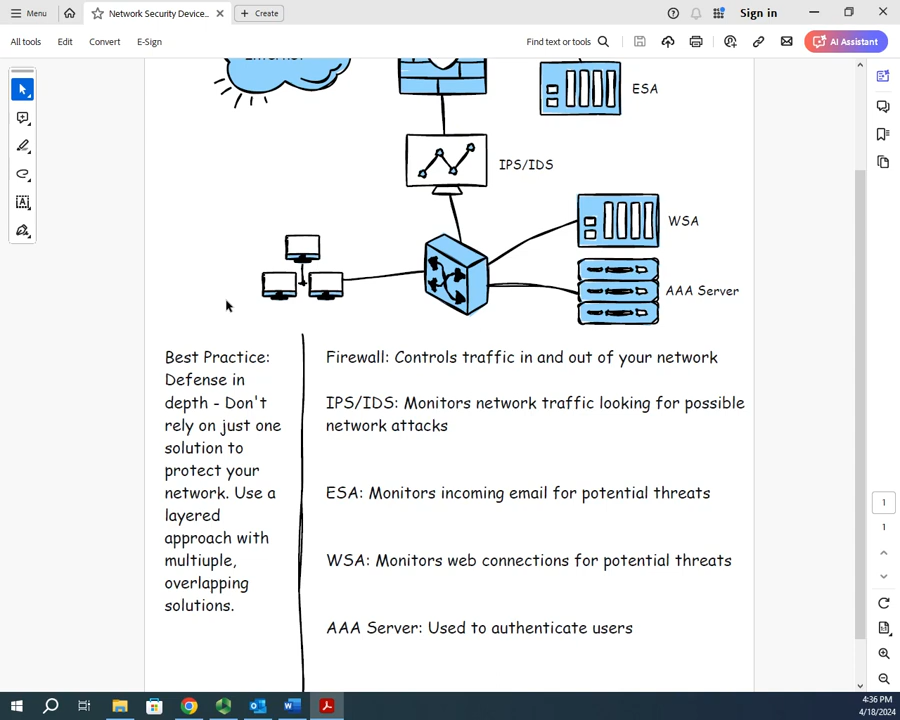 Menu
Network Security Device...
Create
Sign in
All tools
Edit
Convert
E-Sign
Find text or tools
AI Assistant
ESA
IPS/IDS
WSA
AAA Server
Best Practice:
Defense in
depth - Don't
rely on just one
solution to
protect your
network. Use a
layered
approach with
multiuple,
overlapping
solutions.
Firewall: Controls traffic in and out of your network
IPS/IDS: Monitors network traffic looking for possible
network attacks
ESA: Monitors incoming email for potential threats
WSA: Monitors web connections for potential threats
AAA Server: Used to authenticate users
1
1
4:36 PM
4/18/2024